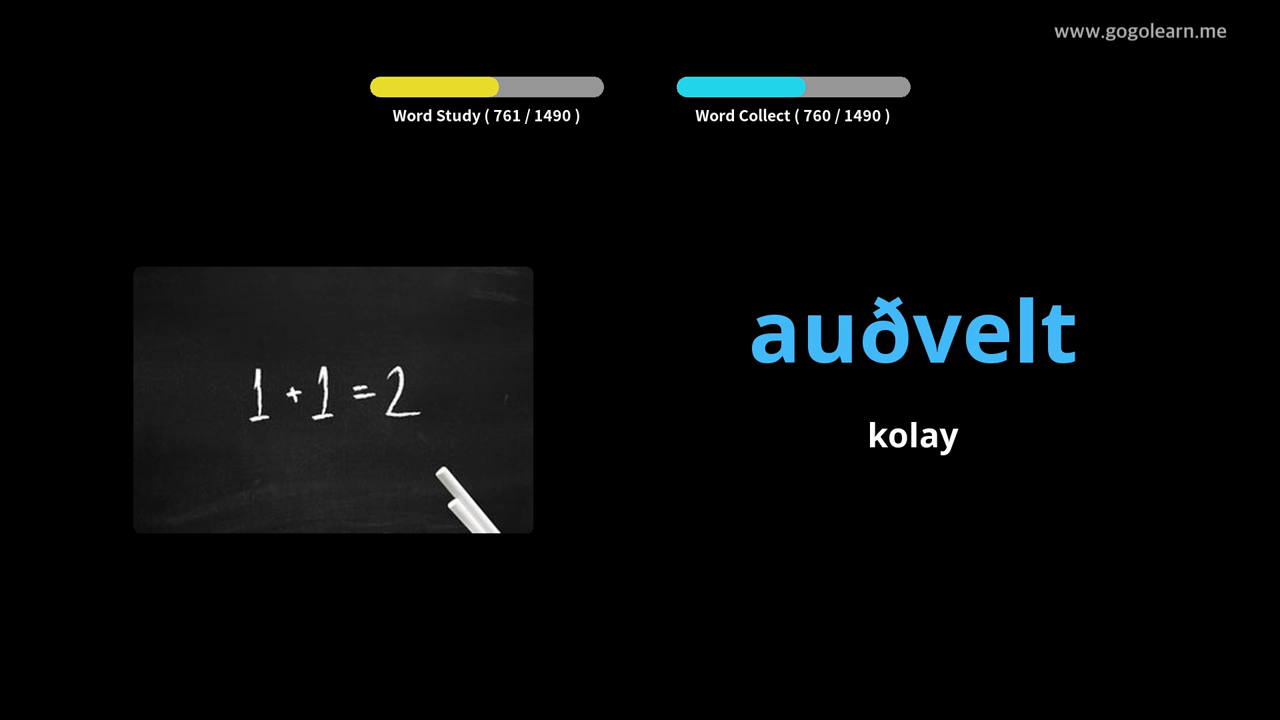 www.gogolearn.me
Word Study ( 761 / 1490 )
Word Collect ( 760 / 1490 )
1 + 1 = 2
auðvelt
kolay